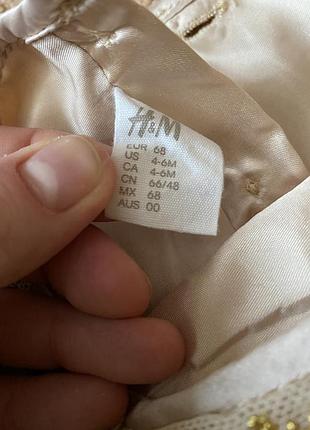 H&M
EUR 68
US 4-6M
CA 4-6M
CN 66/48
MX 68
AUS 00